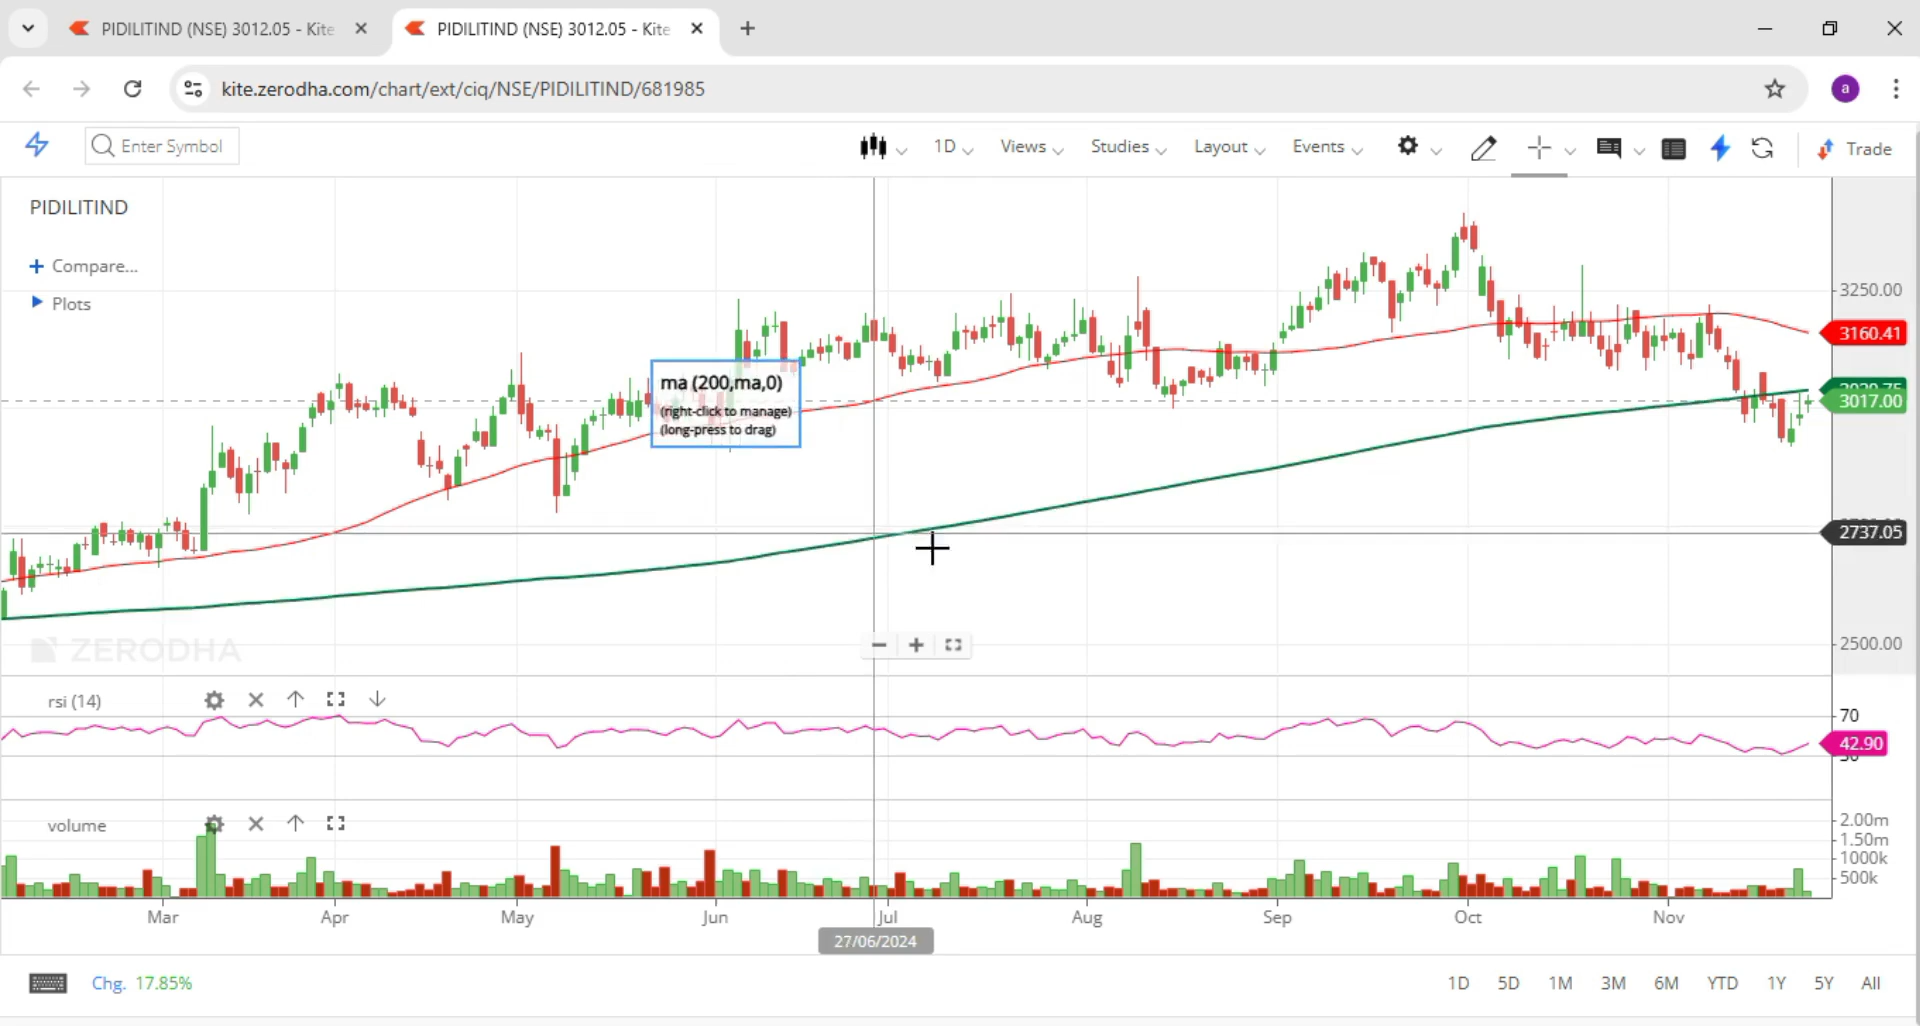 PIDILITIND (NSE) 3012.05 - Kite
PIDILITIND (NSE) 3012.05 - Kite
kite.zerodha.com/chart/ext/ciq/NSE/PIDILITIND/681985
a
Enter Symbol
1D
Views
Studies
Layout
Events
Trade
PIDILITIND
+ Compare...
Plots
ma (200,ma,0)
(right-click to manage)
(long-press to drag)
3250.00
3160.41
3017.00
2737.05
2500.00
ZERODHA
rsi (14)
70
42.90
volume
2.00m
1.50m
1000k
500k
Mar
Apr
May
Jun
Jul
Aug
Sep
Oct
Nov
27/06/2024
Chg. 17.85%
1D
5D
1M
3M
6M
YTD
1Y
5Y
All